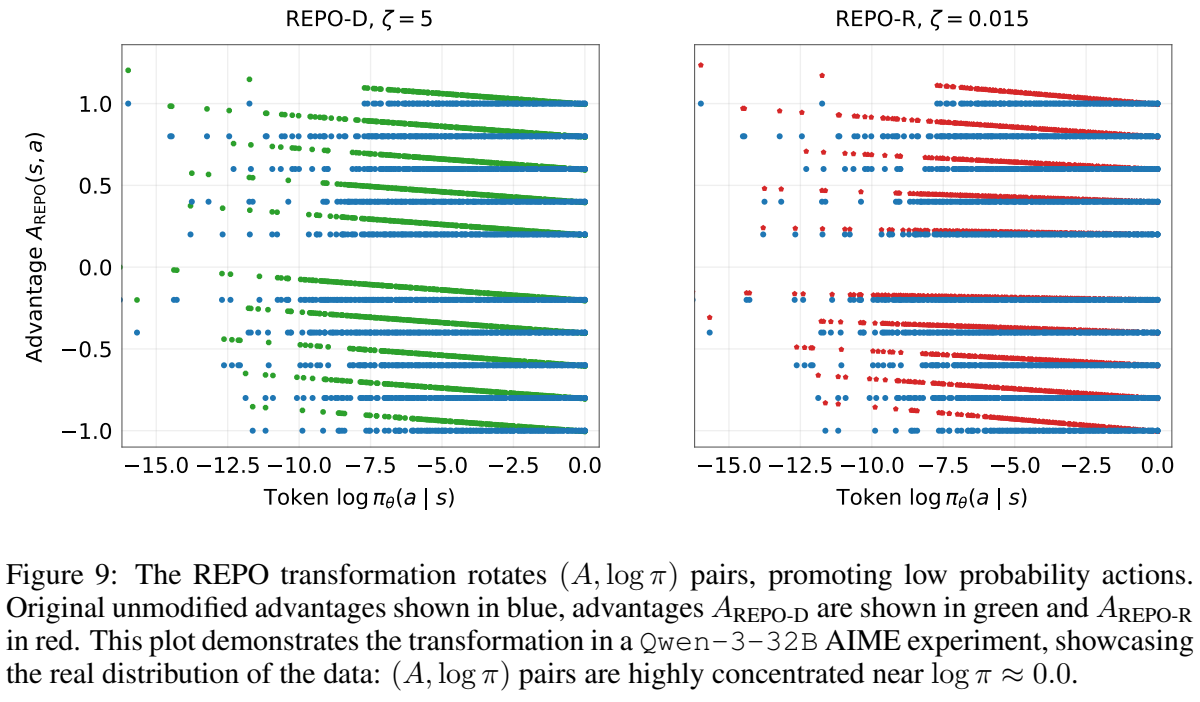 REPO-D, ζ = 5
REPO-R, ζ = 0.015
Advantage A_REPO(s, a)
1.0
0.5
0.0
−0.5
−1.0
−15.0 −12.5 −10.0 −7.5 −5.0 −2.5 0.0
−15.0 −12.5 −10.0 −7.5 −5.0 −2.5 0.0
Token log π_θ(a | s)
Token log π_θ(a | s)
Figure 9: The REPO transformation rotates (A, log π) pairs, promoting low probability actions.
Original unmodified advantages shown in blue, advantages A_REPO-D are shown in green and A_REPO-R
in red. This plot demonstrates the transformation in a Qwen-3-32B AIME experiment, showcasing
the real distribution of the data: (A, log π) pairs are highly concentrated near log π ≈ 0.0.